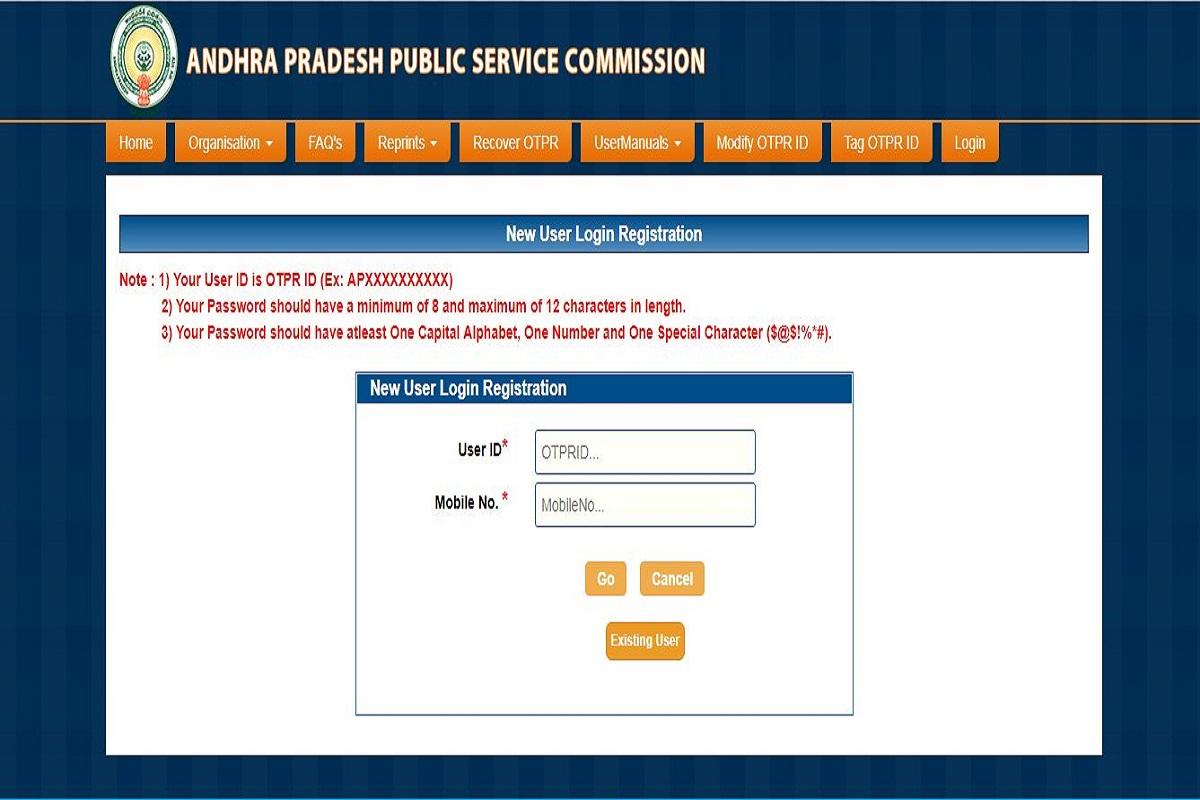 ANDHRA PRADESH PUBLIC SERVICE COMMISSION
Home Organisation FAQ's Reprints Recover OTPR UserManuals Modify OTPR ID Tag OTPR ID Login
New User Login Registration
Note : 1) Your User ID is OTPR ID (Ex: APXXXXXXXXXX)
2) Your Password should have a minimum of 8 and maximum of 12 characters in length.
3) Your Password should have atleast One Capital Alphabet, One Number and One Special Character ($@$!%*#).
New User Login Registration
User ID* OTPRID...
Mobile No. * MobileNo...
Go Cancel
Existing User